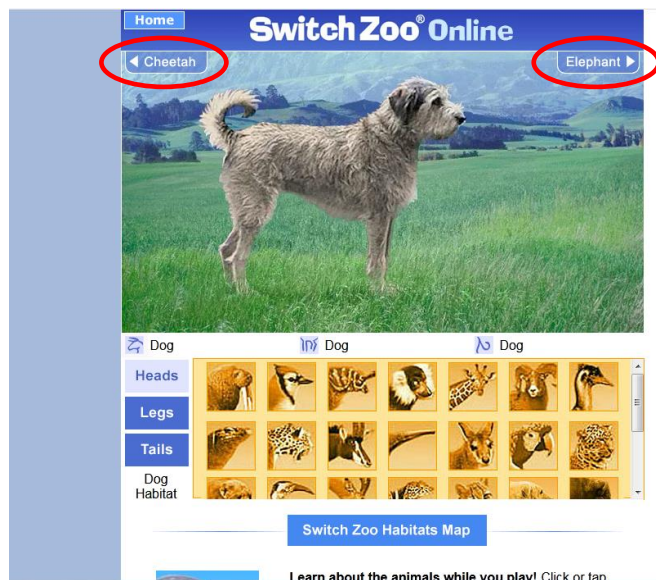 Home
Switch Zoo® Online
Cheetah
Elephant
Dog
Dog
Dog
Heads
Legs
Tails
Dog
Habitat
Switch Zoo Habitats Map
Learn about the animals while you play! Click or tap